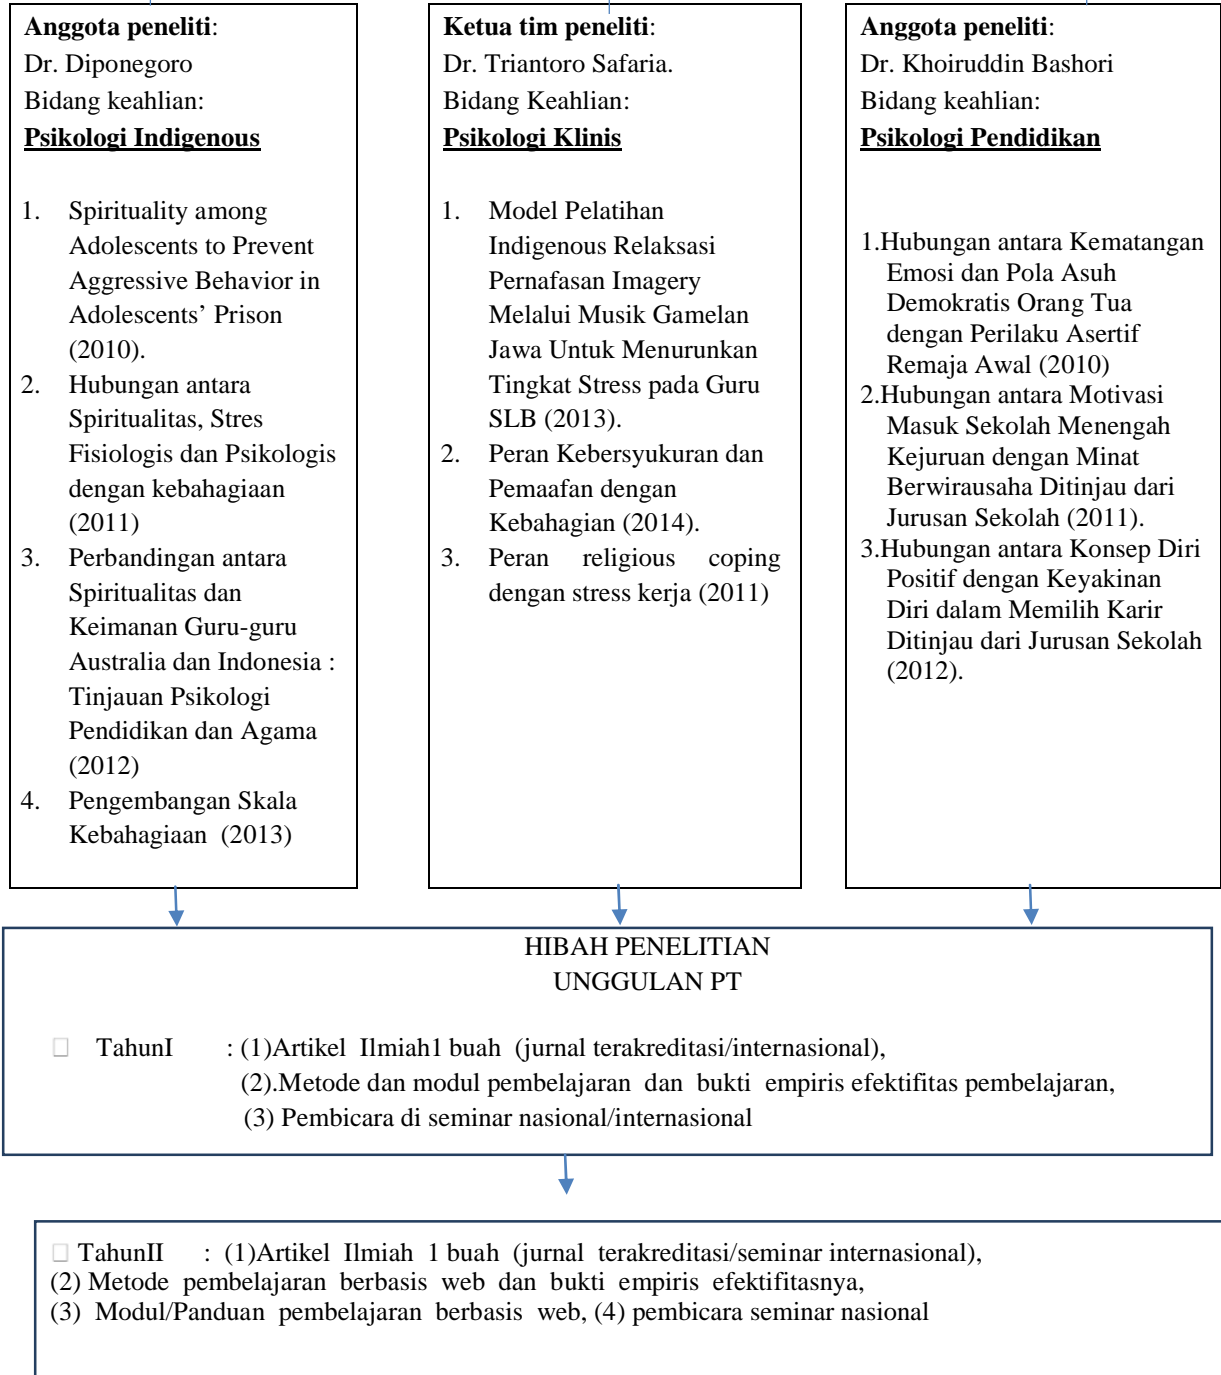 Anggota peneliti:
Dr. Diponegoro
Bidang keahlian:
Psikologi Indigenous
1. Spirituality among
Adolescents to Prevent
Aggressive Behavior in
Adolescents’ Prison
(2010).
2. Hubungan antara
Spiritualitas, Stres
Fisiologis dan Psikologis
dengan kebahagiaan
(2011)
3. Perbandingan antara
Spiritualitas dan
Keimanan Guru-guru
Australia dan Indonesia :
Tinjauan Psikologi
Pendidikan dan Agama
(2012)
4. Pengembangan Skala
Kebahagiaan (2013)
Ketua tim peneliti:
Dr. Triantoro Safaria.
Bidang Keahlian:
Psikologi Klinis
1. Model Pelatihan
Indigenous Relaksasi
Pernafasan Imagery
Melalui Musik Gamelan
Jawa Untuk Menurunkan
Tingkat Stress pada Guru
SLB (2013).
2. Peran Kebersyukuran dan
Pemaafan dengan
Kebahagian (2014).
3. Peran religious coping
dengan stress kerja (2011)
Anggota peneliti:
Dr. Khoiruddin Bashori
Bidang keahlian:
Psikologi Pendidikan
1.Hubungan antara Kematangan
Emosi dan Pola Asuh
Demokratis Orang Tua
dengan Perilaku Asertif
Remaja Awal (2010)
2.Hubungan antara Motivasi
Masuk Sekolah Menengah
Kejuruan dengan Minat
Berwirausaha Ditinjau dari
Jurusan Sekolah (2011).
3.Hubungan antara Konsep Diri
Positif dengan Keyakinan
Diri dalam Memilih Karir
Ditinjau dari Jurusan Sekolah
(2012).
HIBAH PENELITIAN
UNGGULAN PT
TahunI : (1)Artikel Ilmiah1 buah (jurnal terakreditasi/internasional),
(2).Metode dan modul pembelajaran dan bukti empiris efektifitas pembelajaran,
(3) Pembicara di seminar nasional/internasional
TahunII : (1)Artikel Ilmiah 1 buah (jurnal terakreditasi/seminar internasional),
(2) Metode pembelajaran berbasis web dan bukti empiris efektifitasnya,
(3) Modul/Panduan pembelajaran berbasis web, (4) pembicara seminar nasional